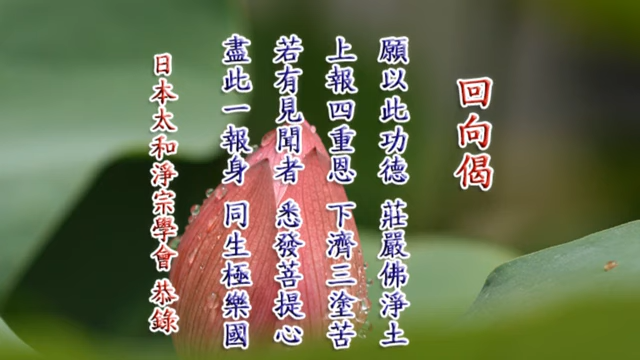 回向偈
願以此功德 莊嚴佛淨土
上報四重恩 下濟三塗苦
若有見聞者 悉發菩提心
盡此一報身 同生極樂國
日本太和淨宗學會 恭錄